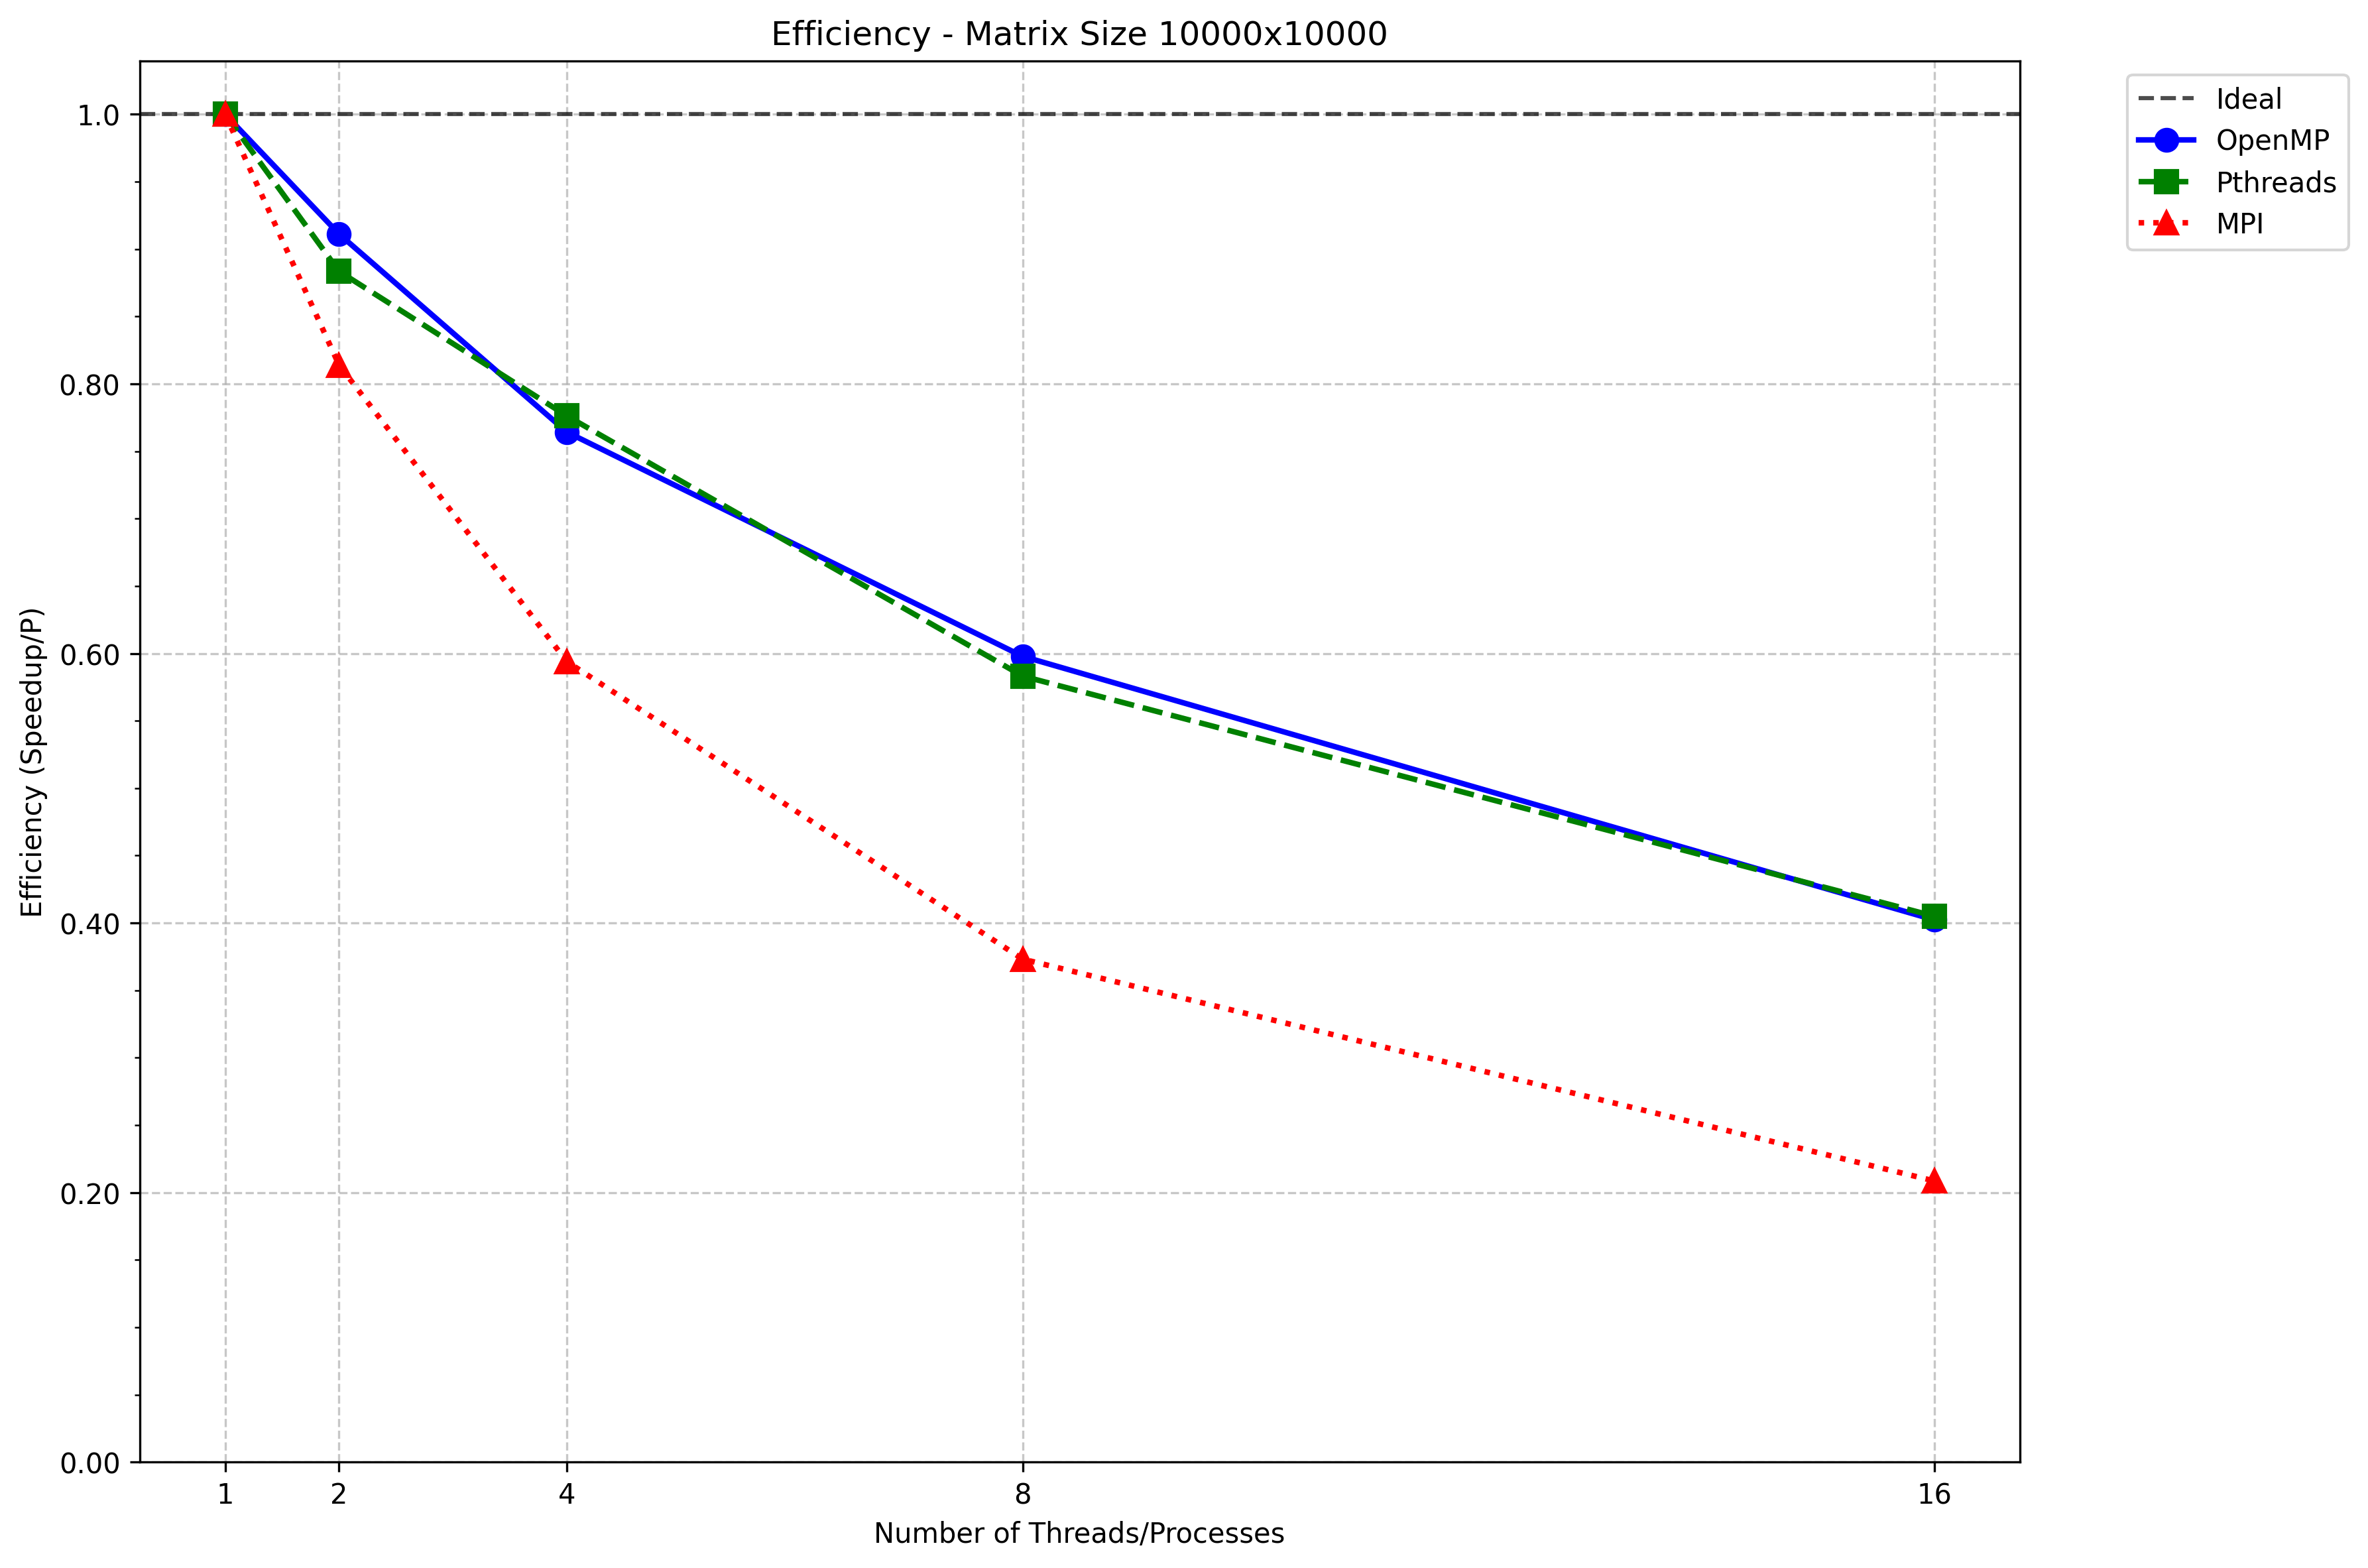 Efficiency - Matrix Size 10000x10000
Ideal
OpenMP
Pthreads
MPI
Efficiency (Speedup/P)
1.0
0.80
0.60
0.40
0.20
0.00
1 2 4 8 16
Number of Threads/Processes